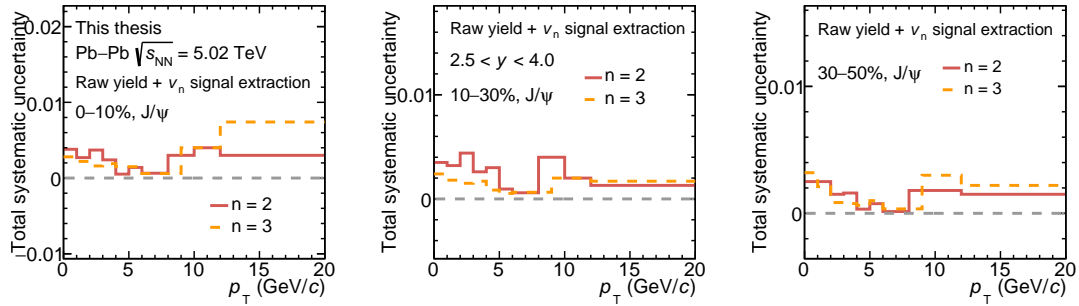 Total systematic uncertainty
0.02
0.01
0
−0.01
This thesis
Pb–Pb √sNN = 5.02 TeV
Raw yield + vn signal extraction
0–10%, J/ψ
n = 2
n = 3
0 5 10 15 20
pT (GeV/c)
Total systematic uncertainty
0.01
0
Raw yield + vn signal extraction
2.5 < y < 4.0
10–30%, J/ψ
n = 2
n = 3
0 5 10 15 20
pT (GeV/c)
Total systematic uncertainty
0.01
0
Raw yield + vn signal extraction
30–50%, J/ψ
n = 2
n = 3
0 5 10 15 20
pT (GeV/c)